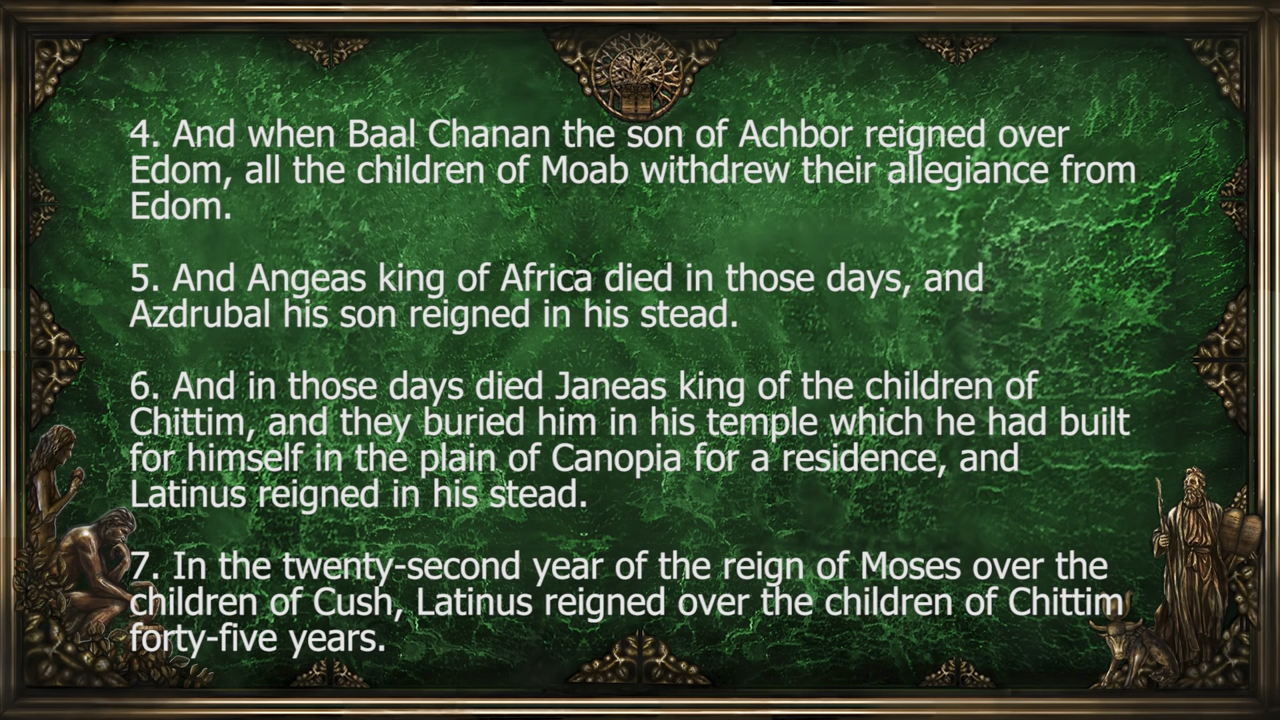 4. And when Baal Chanan the son of Achbor reigned over
Edom, all the children of Moab withdrew their allegiance from
Edom.
5. And Angeas king of Africa died in those days, and
Azdrubal his son reigned in his stead.
6. And in those days died Janeas king of the children of
Chittim, and they buried him in his temple which he had built
for himself in the plain of Canopia for a residence, and
Latinus reigned in his stead.
7. In the twenty-second year of the reign of Moses over the
children of Cush, Latinus reigned over the children of Chittim
forty-five years.